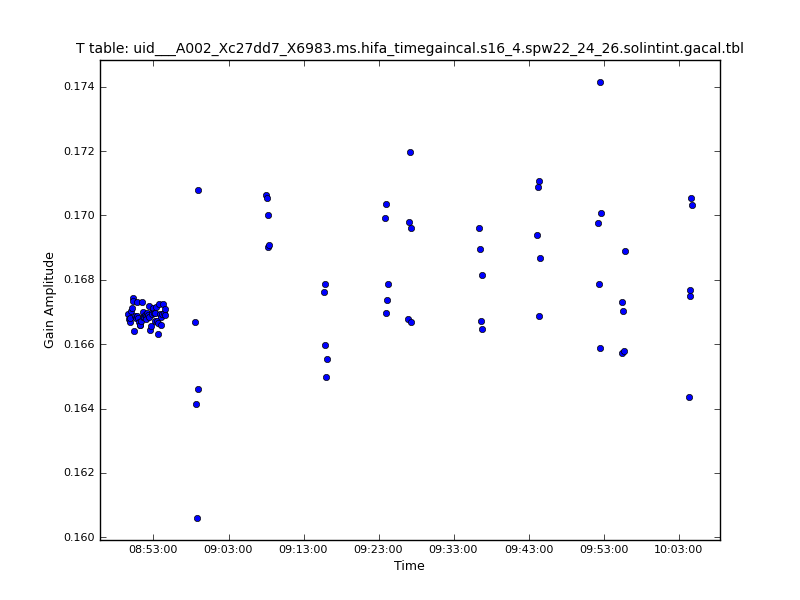 T table: uid___A002_Xc27dd7_X6983.ms.hifa_timegaincal.s16_4.spw22_24_26.solintint.gacal.tbl
0.174
0.172
0.170
0.168
0.166
0.164
0.162
0.160
Gain Amplitude
08:53:00 09:03:00 09:13:00 09:23:00 09:33:00 09:43:00 09:53:00 10:03:00
Time